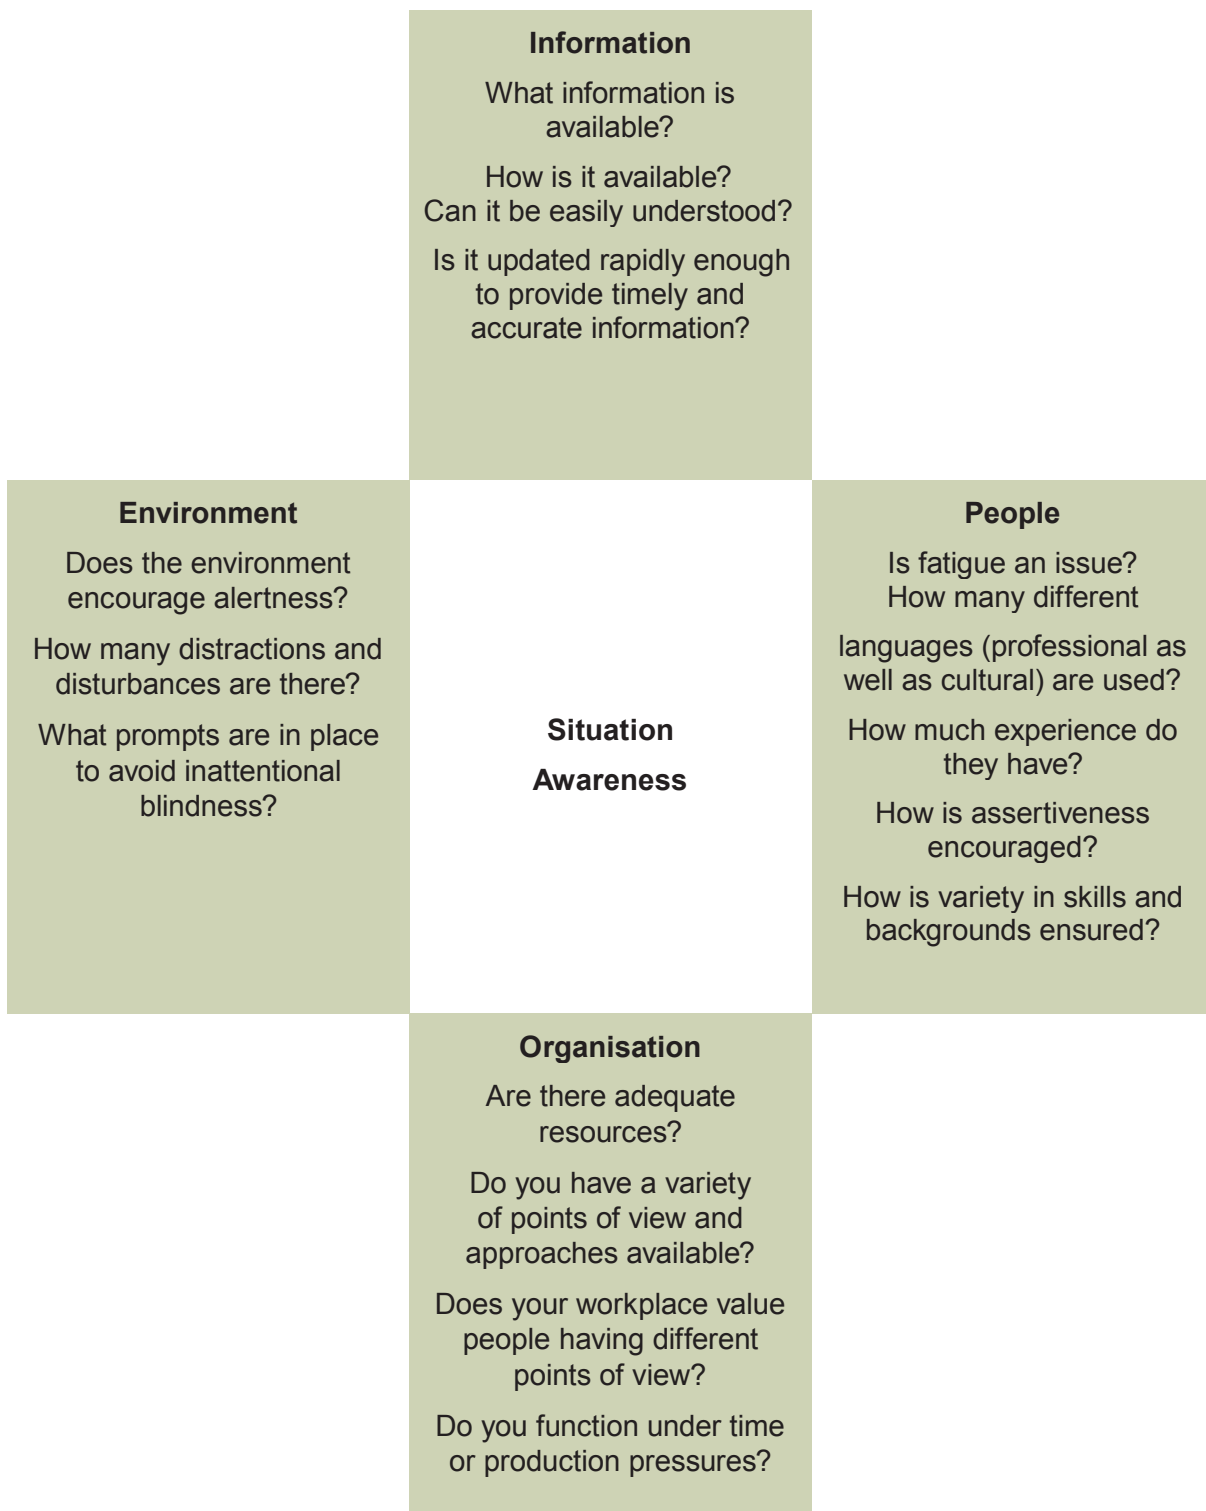 Information
What information is
available?
How is it available?
Can it be easily understood?
Is it updated rapidly enough
to provide timely and
accurate information?
Environment
Does the environment
encourage alertness?
How many distractions and
disturbances are there?
What prompts are in place
to avoid inattentional
blindness?
Situation
Awareness
People
Is fatigue an issue?
How many different
languages (professional as
well as cultural) are used?
How much experience do
they have?
How is assertiveness
encouraged?
How is variety in skills and
backgrounds ensured?
Organisation
Are there adequate
resources?
Do you have a variety
of points of view and
approaches available?
Does your workplace value
people having different
points of view?
Do you function under time
or production pressures?